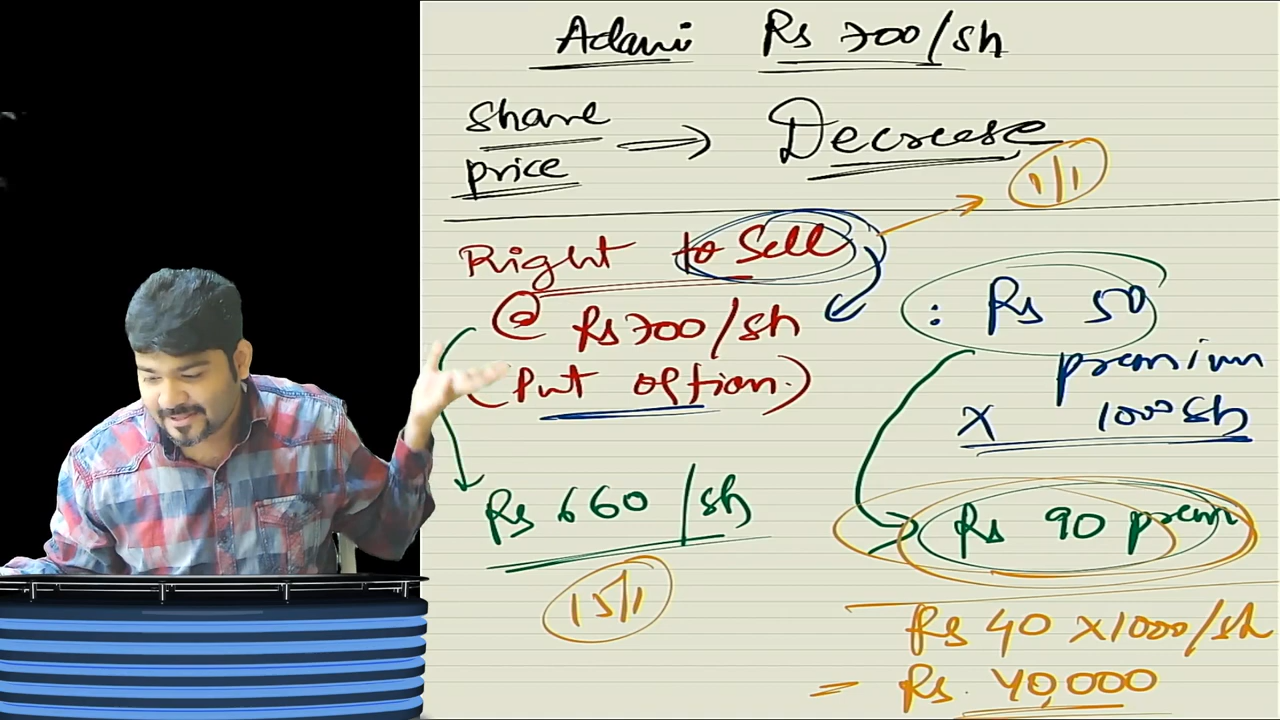 Adani Rs 700/sh
Share price ⇒ Decrease
1/1
Right to Sell
@ Rs 700/sh
(Put option.)
: Rs 50
premium
x 1000 sh
Rs 660/sh
15/1
Rs 90 prem
Rs 40 x 1000/sh
= Rs. 40,000